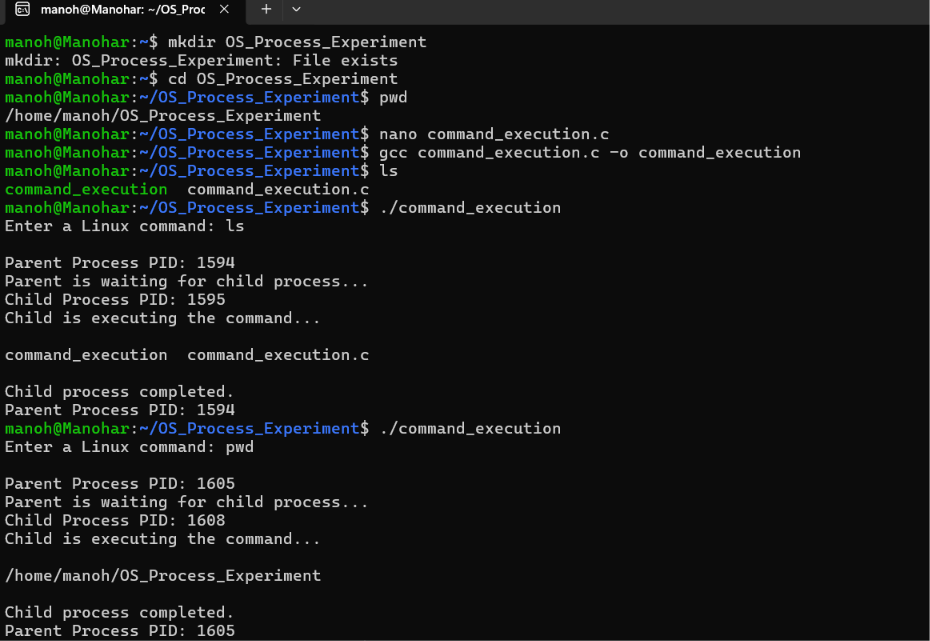 manoh@Manohar: ~/OS_Proc
manoh@Manohar:~$ mkdir OS_Process_Experiment
mkdir: OS_Process_Experiment: File exists
manoh@Manohar:~$ cd OS_Process_Experiment
manoh@Manohar:~/OS_Process_Experiment$ pwd
/home/manoh/OS_Process_Experiment
manoh@Manohar:~/OS_Process_Experiment$ nano command_execution.c
manoh@Manohar:~/OS_Process_Experiment$ gcc command_execution.c -o command_execution
manoh@Manohar:~/OS_Process_Experiment$ ls
command_execution  command_execution.c
manoh@Manohar:~/OS_Process_Experiment$ ./command_execution
Enter a Linux command: ls
Parent Process PID: 1594
Parent is waiting for child process...
Child Process PID: 1595
Child is executing the command...
command_execution  command_execution.c
Child process completed.
Parent Process PID: 1594
manoh@Manohar:~/OS_Process_Experiment$ ./command_execution
Enter a Linux command: pwd
Parent Process PID: 1605
Parent is waiting for child process...
Child Process PID: 1608
Child is executing the command...
/home/manoh/OS_Process_Experiment
Child process completed.
Parent Process PID: 1605